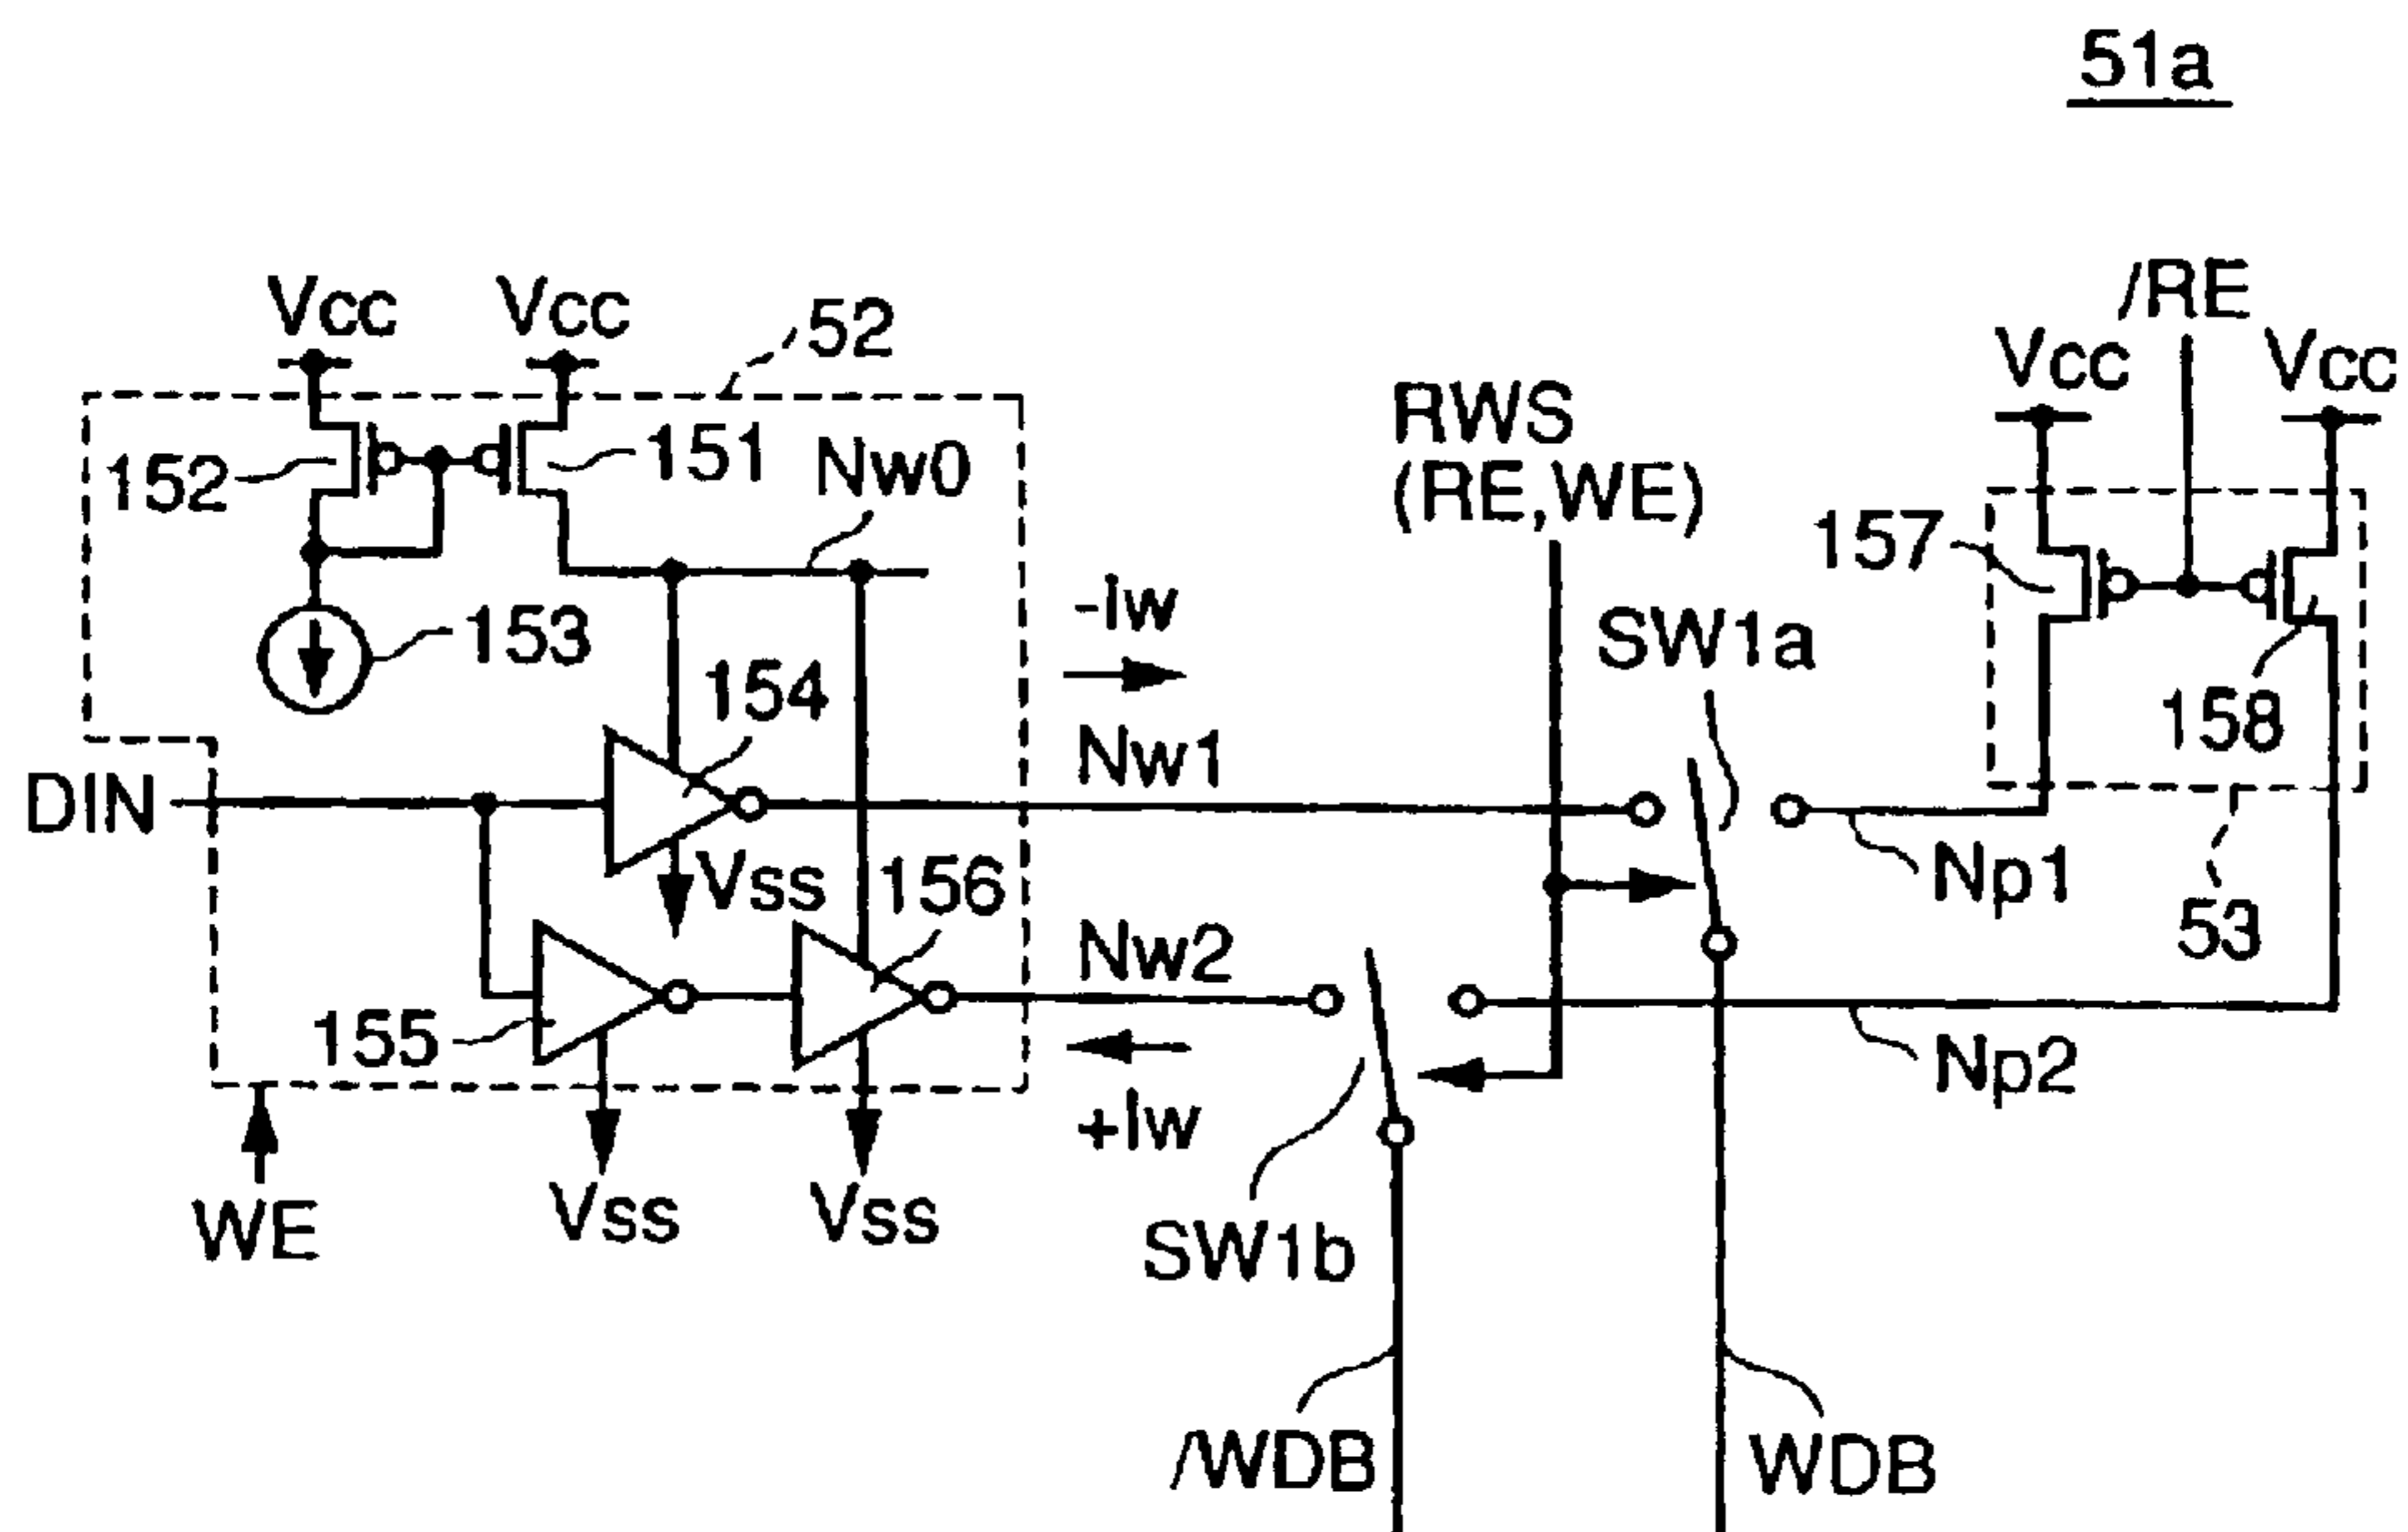 51a
/RE
Vcc
Vcc
52
Vcc
Vcc
RWS
(RE,WE)
152
151
Nw0
157
-Iw
SW1a
153
154
158
Nw1
DIN
Vss
156
Np1
53
Nw2
155
Np2
+Iw
WE
Vss
Vss
SW1b
/WDB
WDB